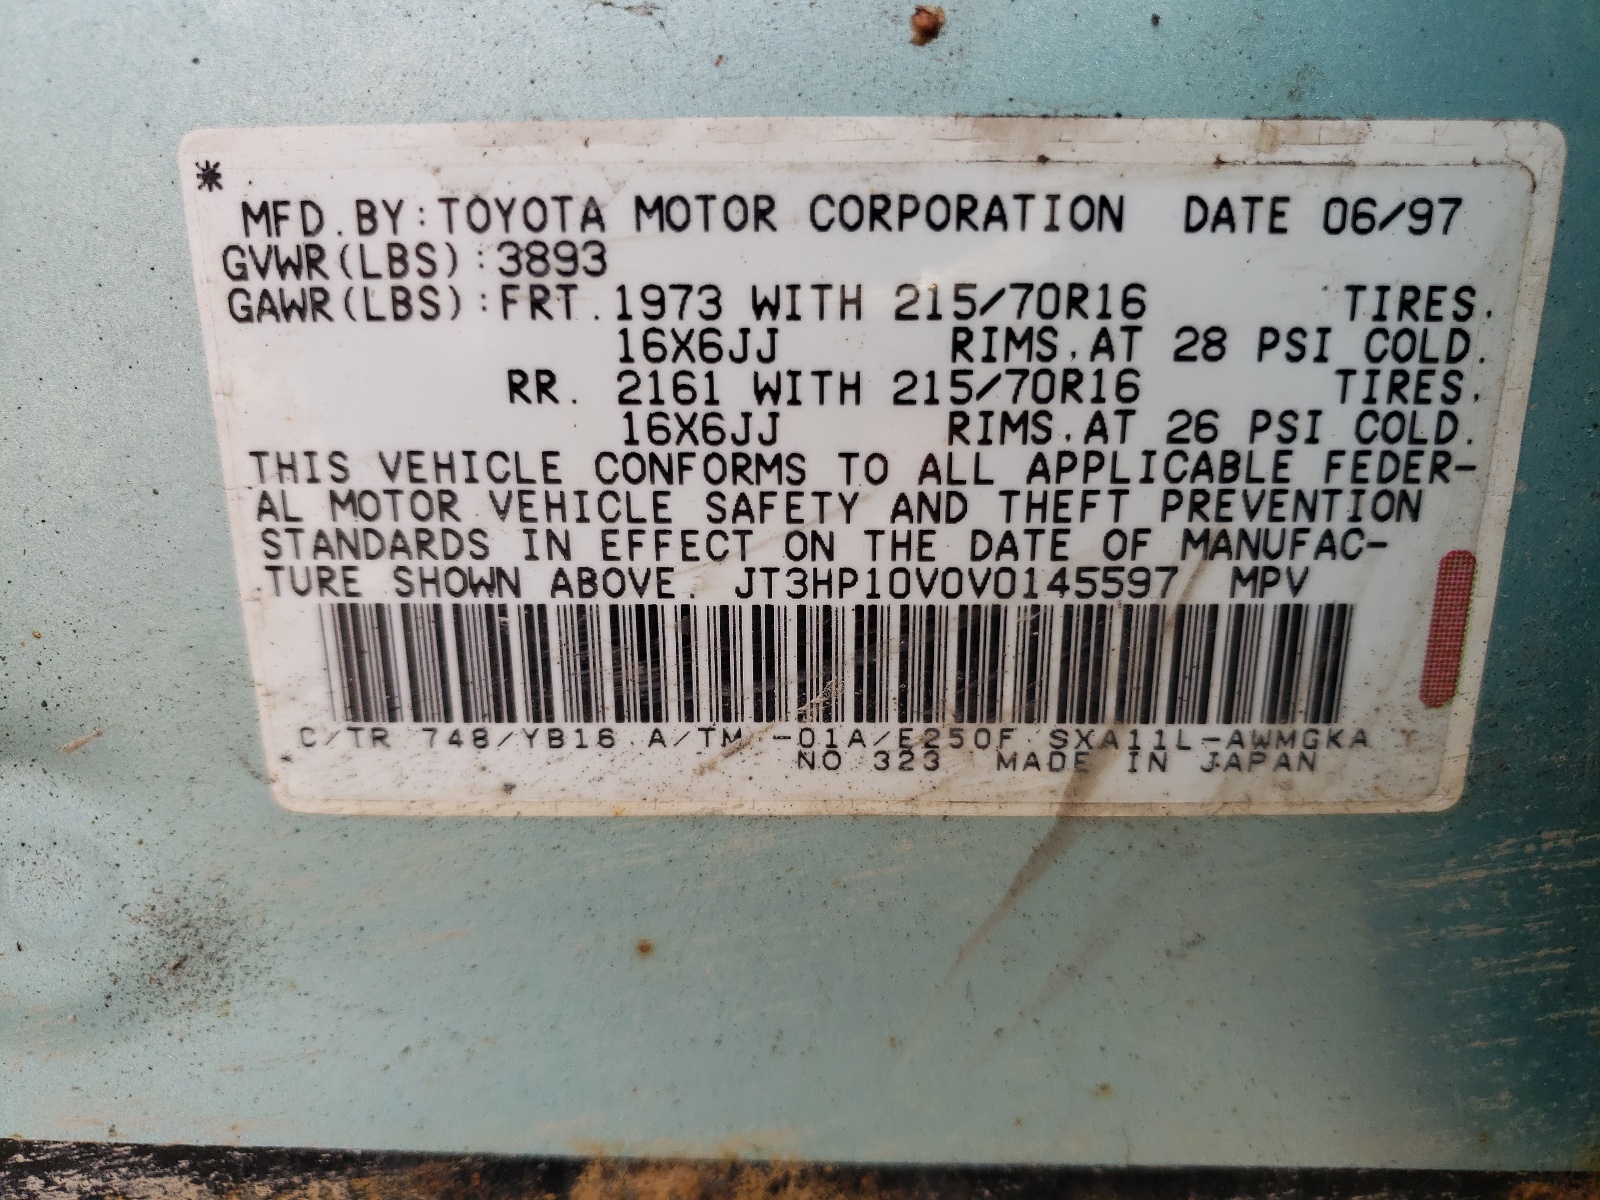 *
MFD. BY:TOYOTA MOTOR CORPORATION DATE 06/97
GVWR(LBS):3893
GAWR(LBS):FRT. 1973 WITH 215/70R16 TIRES.
16X6JJ RIMS. AT 28 PSI COLD.
RR. 2161 WITH 215/70R16 TIRES.
16X6JJ RIMS. AT 26 PSI COLD.
THIS VEHICLE CONFORMS TO ALL APPLICABLE FEDER-
AL MOTOR VEHICLE SAFETY AND THEFT PREVENTION
STANDARDS IN EFFECT ON THE DATE OF MANUFAC-
TURE SHOWN ABOVE. JT3HP10V0V0145597 MPV
C/TR 748/YB16 A/TM -01A/E250F SXA11L-AWMGKA
NO 323 MADE IN JAPAN